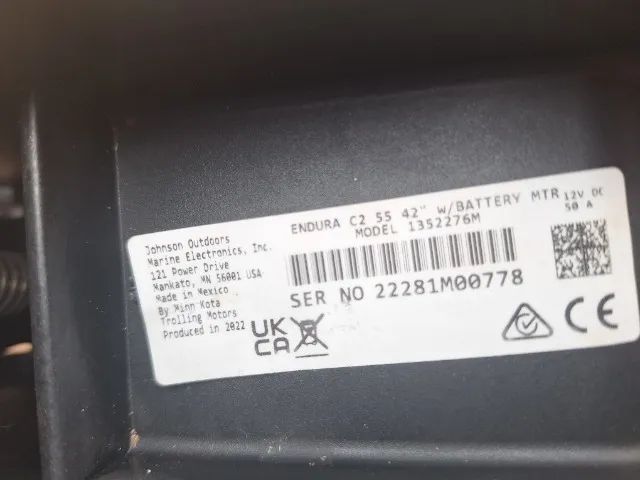 Johnson Outdoors
Marine Electronics, Inc.
121 Power Drive
Mankato, MN 56001 USA
Made in Mexico
By Minn Kota
Trolling Motors
Produced in 2022
UK
CA
ENDURA C2 55 42" W/BATTERY MTR
MODEL 1352276M
SER NO 22281M00778
12V DC
50 A
CE